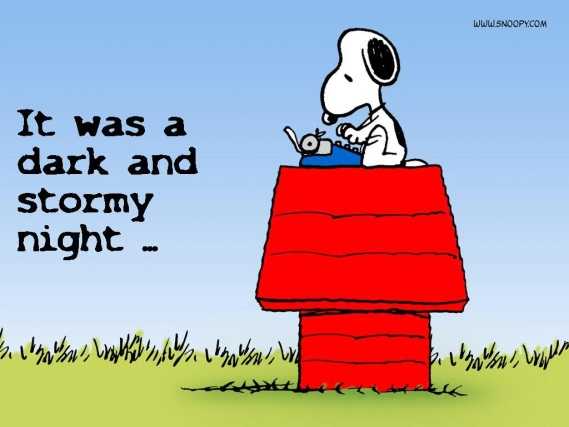 WWW.SNOOPY.COM
It was a
dark and
stormy
night ...